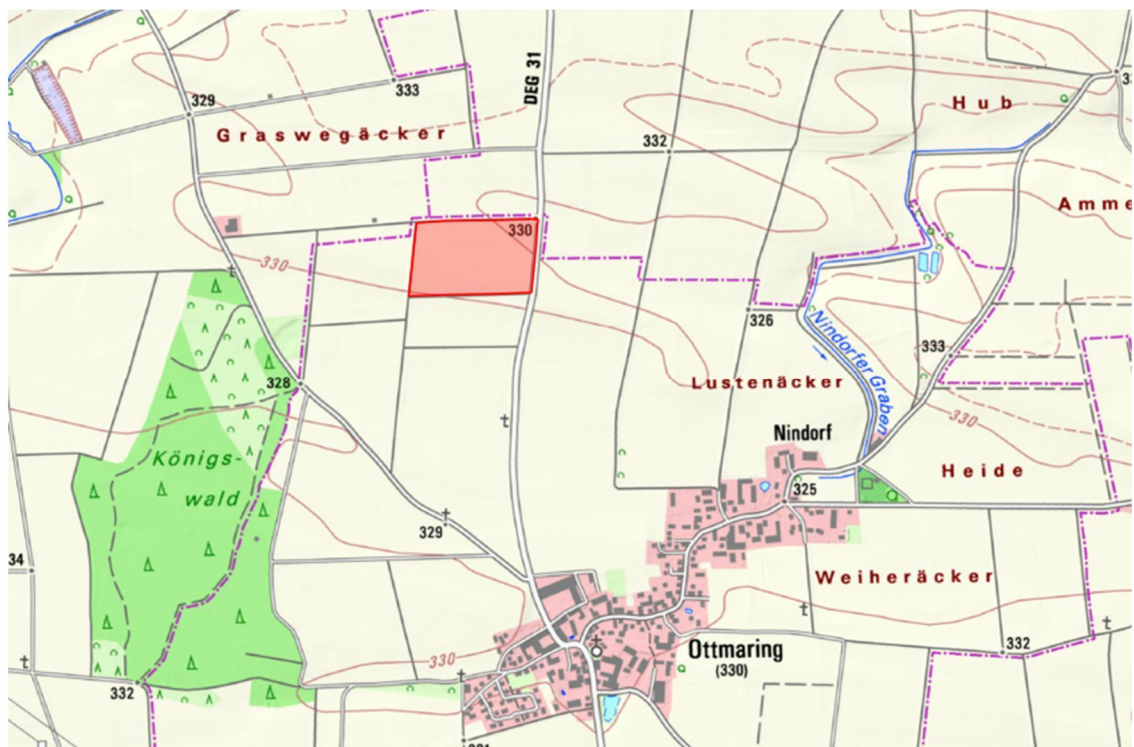 DEG 31
333
329
Graswegäcker
332
Hub
330
330
328
326
Nindorfer Graben
333
Lustenäcker
330
Königs-
wald
Nindorf
325
Heide
329
34
Weiheräcker
330
Ottmaring
(330)
332
332